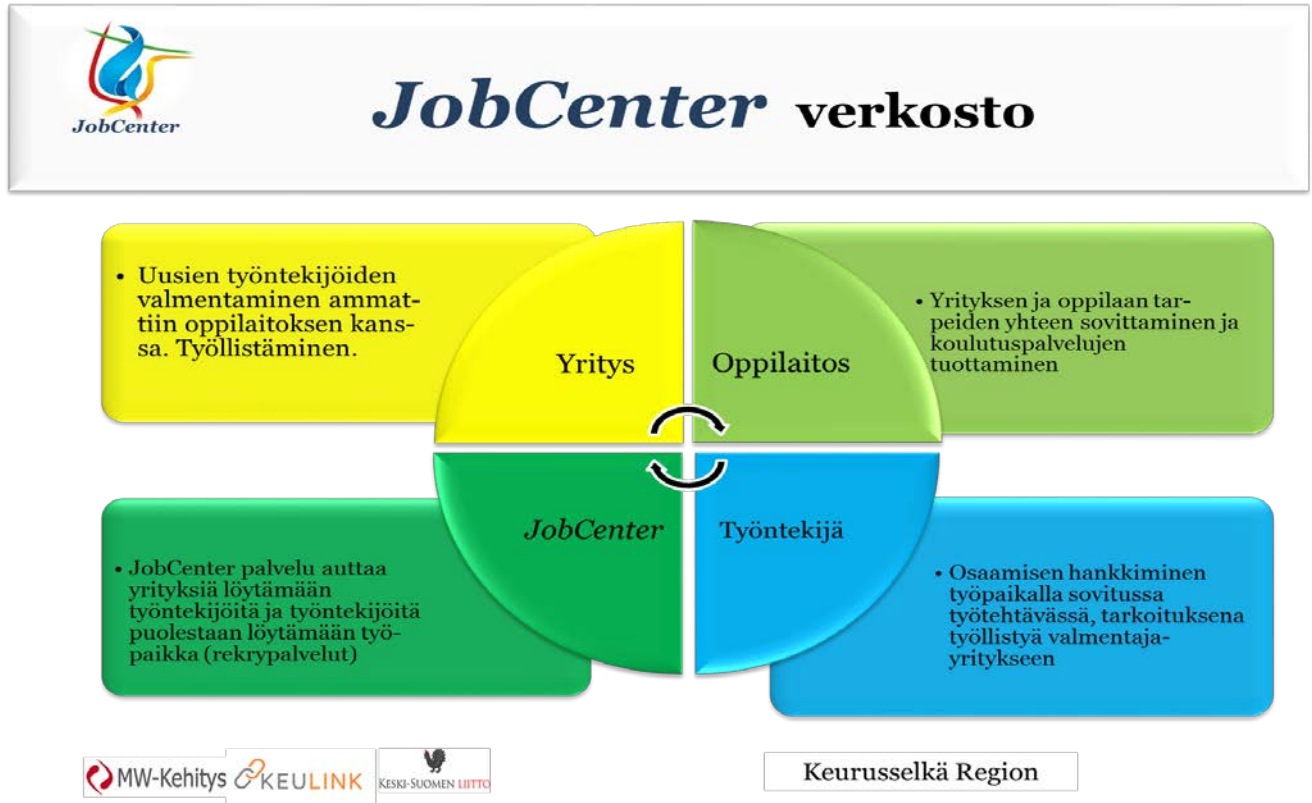 JobCenter
JobCenter verkosto
• Uusien työntekijöiden
valmentaminen ammat-
tiin oppilaitoksen kans-
sa. Työllistäminen.
Yritys
Oppilaitos
• Yrityksen ja oppilaan tar-
peiden yhteen sovittaminen ja
koulutuspalvelujen
tuottaminen
JobCenter
• JobCenter palvelu auttaa
yrityksiä löytämään
työntekijöitä ja työntekijöitä
puolestaan löytämään työ-
paikka (rekrypalvelut)
Työntekijä
• Osaamisen hankkiminen
työpaikalla sovitussa
työtehtävässä, tarkoituksena
työllistyä valmentaja-
yritykseen
MW-Kehitys
KEULINK
KESKI-SUOMEN LIITTO
Keurusselkä Region